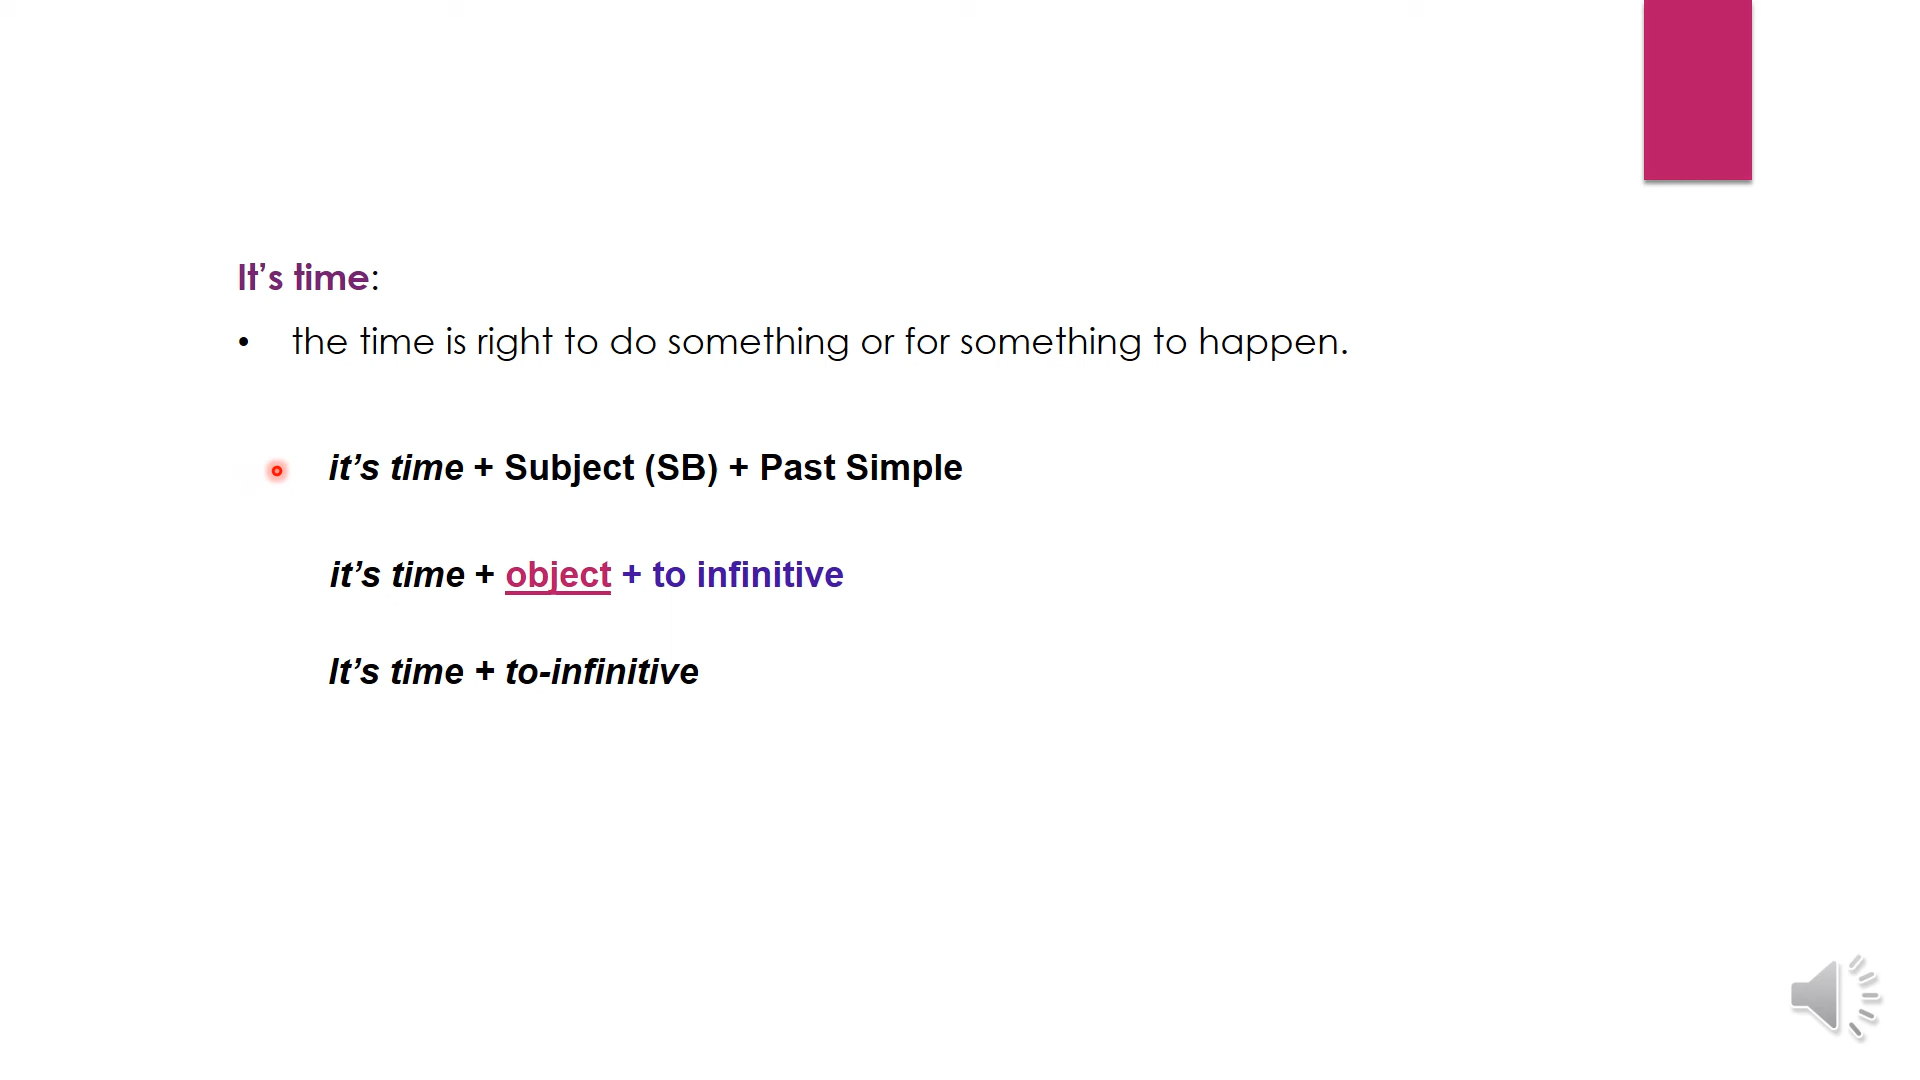 It’s time:
• the time is right to do something or for something to happen.
it’s time + Subject (SB) + Past Simple
it’s time + object + to infinitive
It’s time + to-infinitive